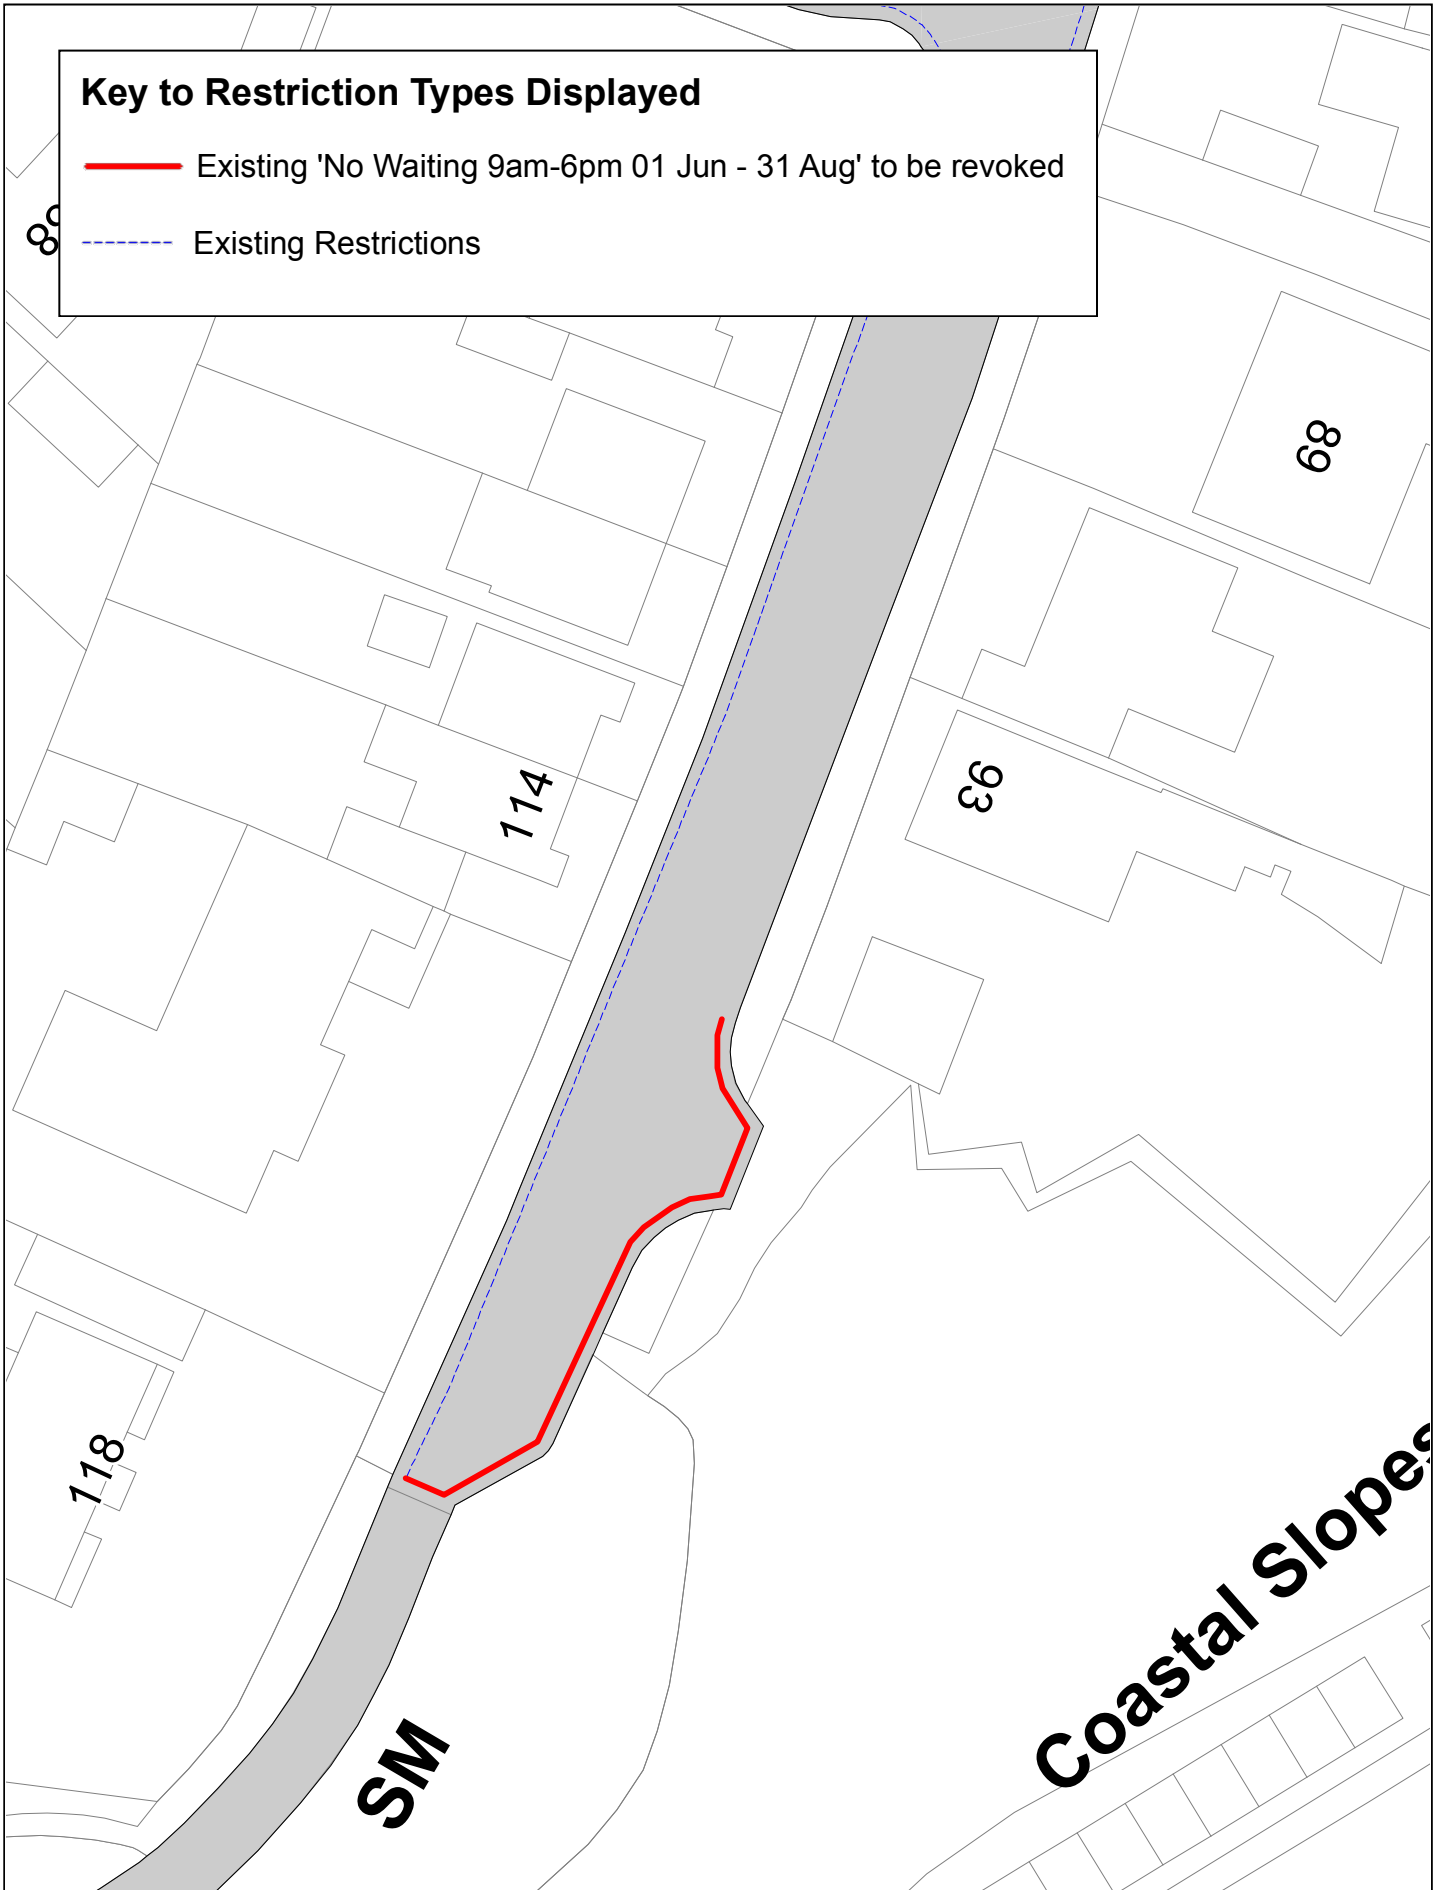 Key to Restriction Types Displayed
Existing 'No Waiting 9am-6pm 01 Jun - 31 Aug' to be revoked
Existing Restrictions
89
93
114
118
SM
Coastal Slopes